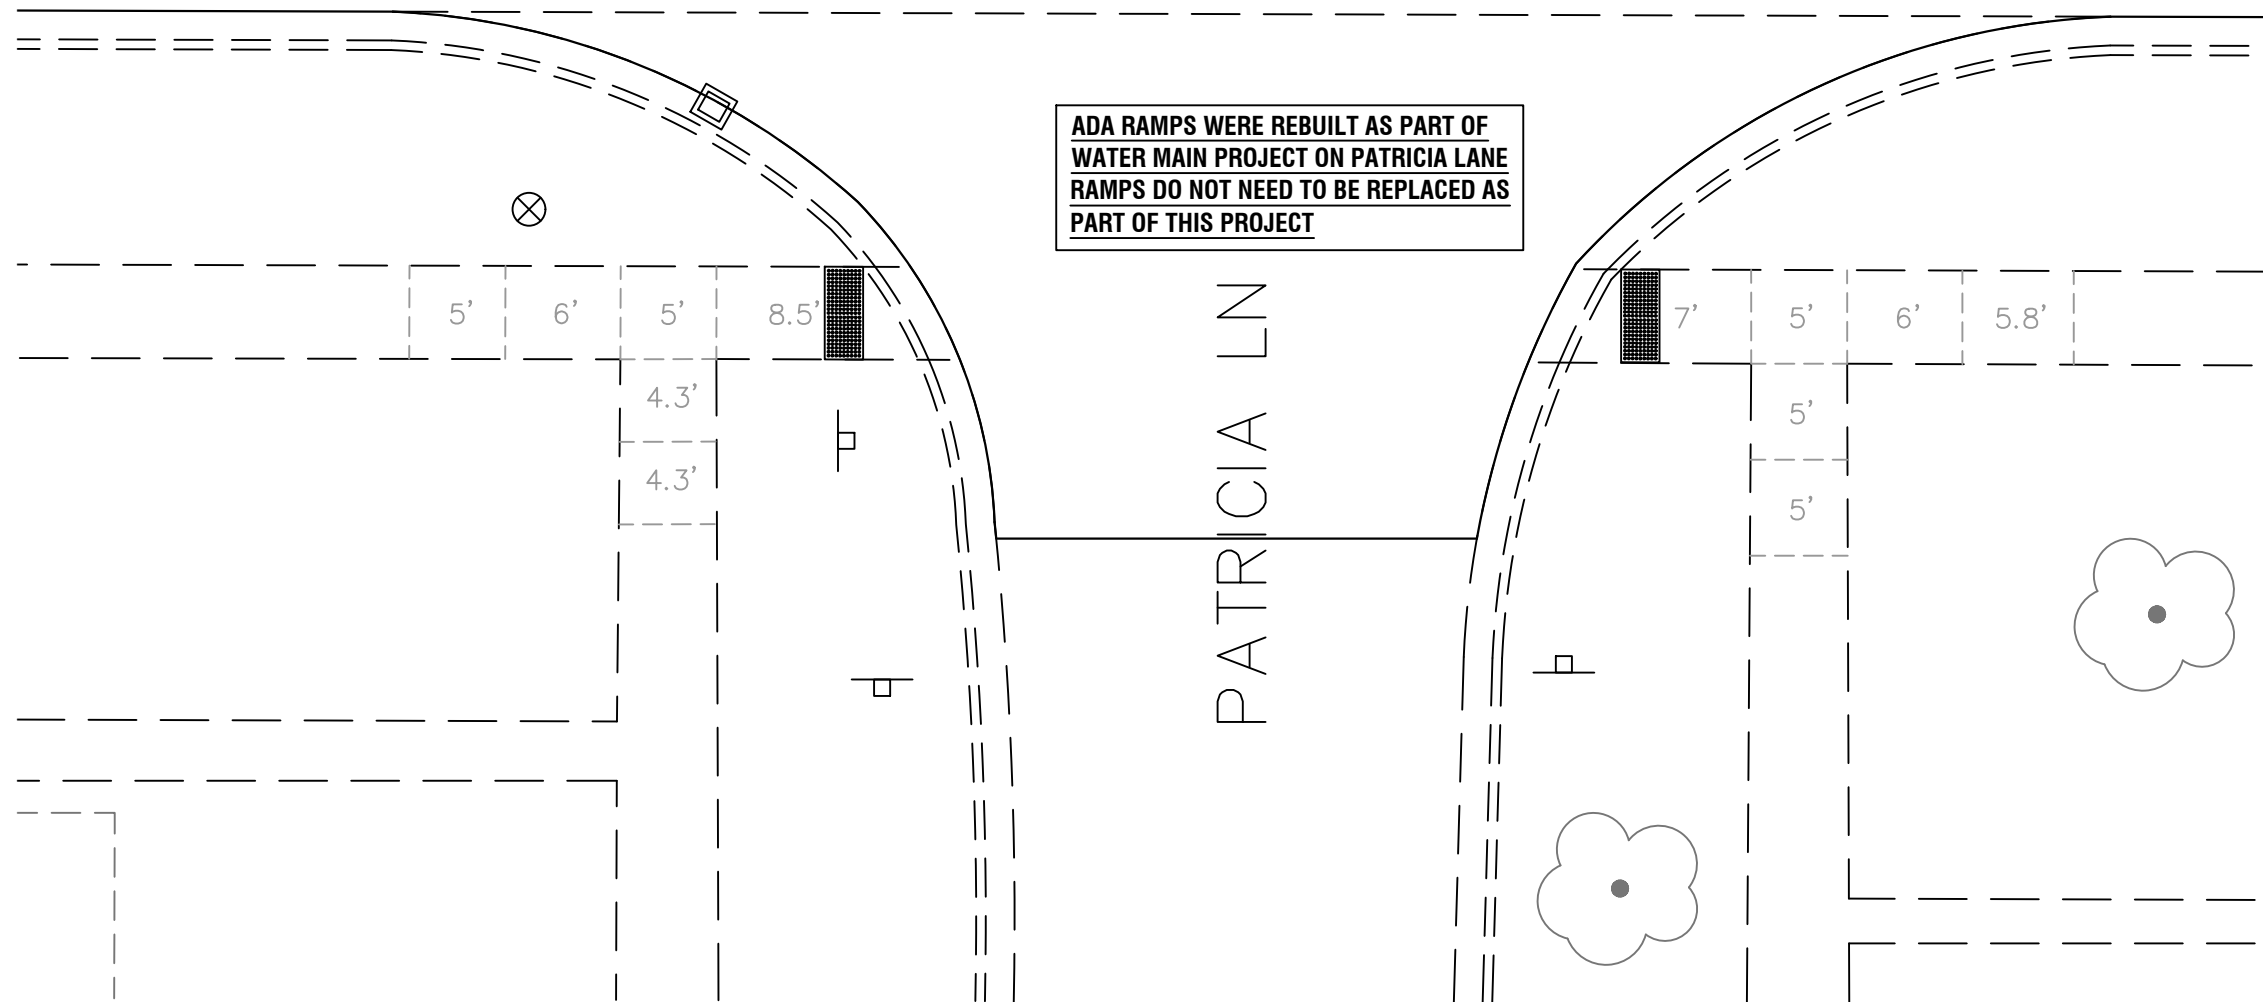 ADA RAMPS WERE REBUILT AS PART OF
WATER MAIN PROJECT ON PATRICIA LANE
RAMPS DO NOT NEED TO BE REPLACED AS
PART OF THIS PROJECT
5' 6' 5' 8.5' 7' 5' 6' 5.8'
4.3' 5'
4.3' 5'
PATRICIA LN